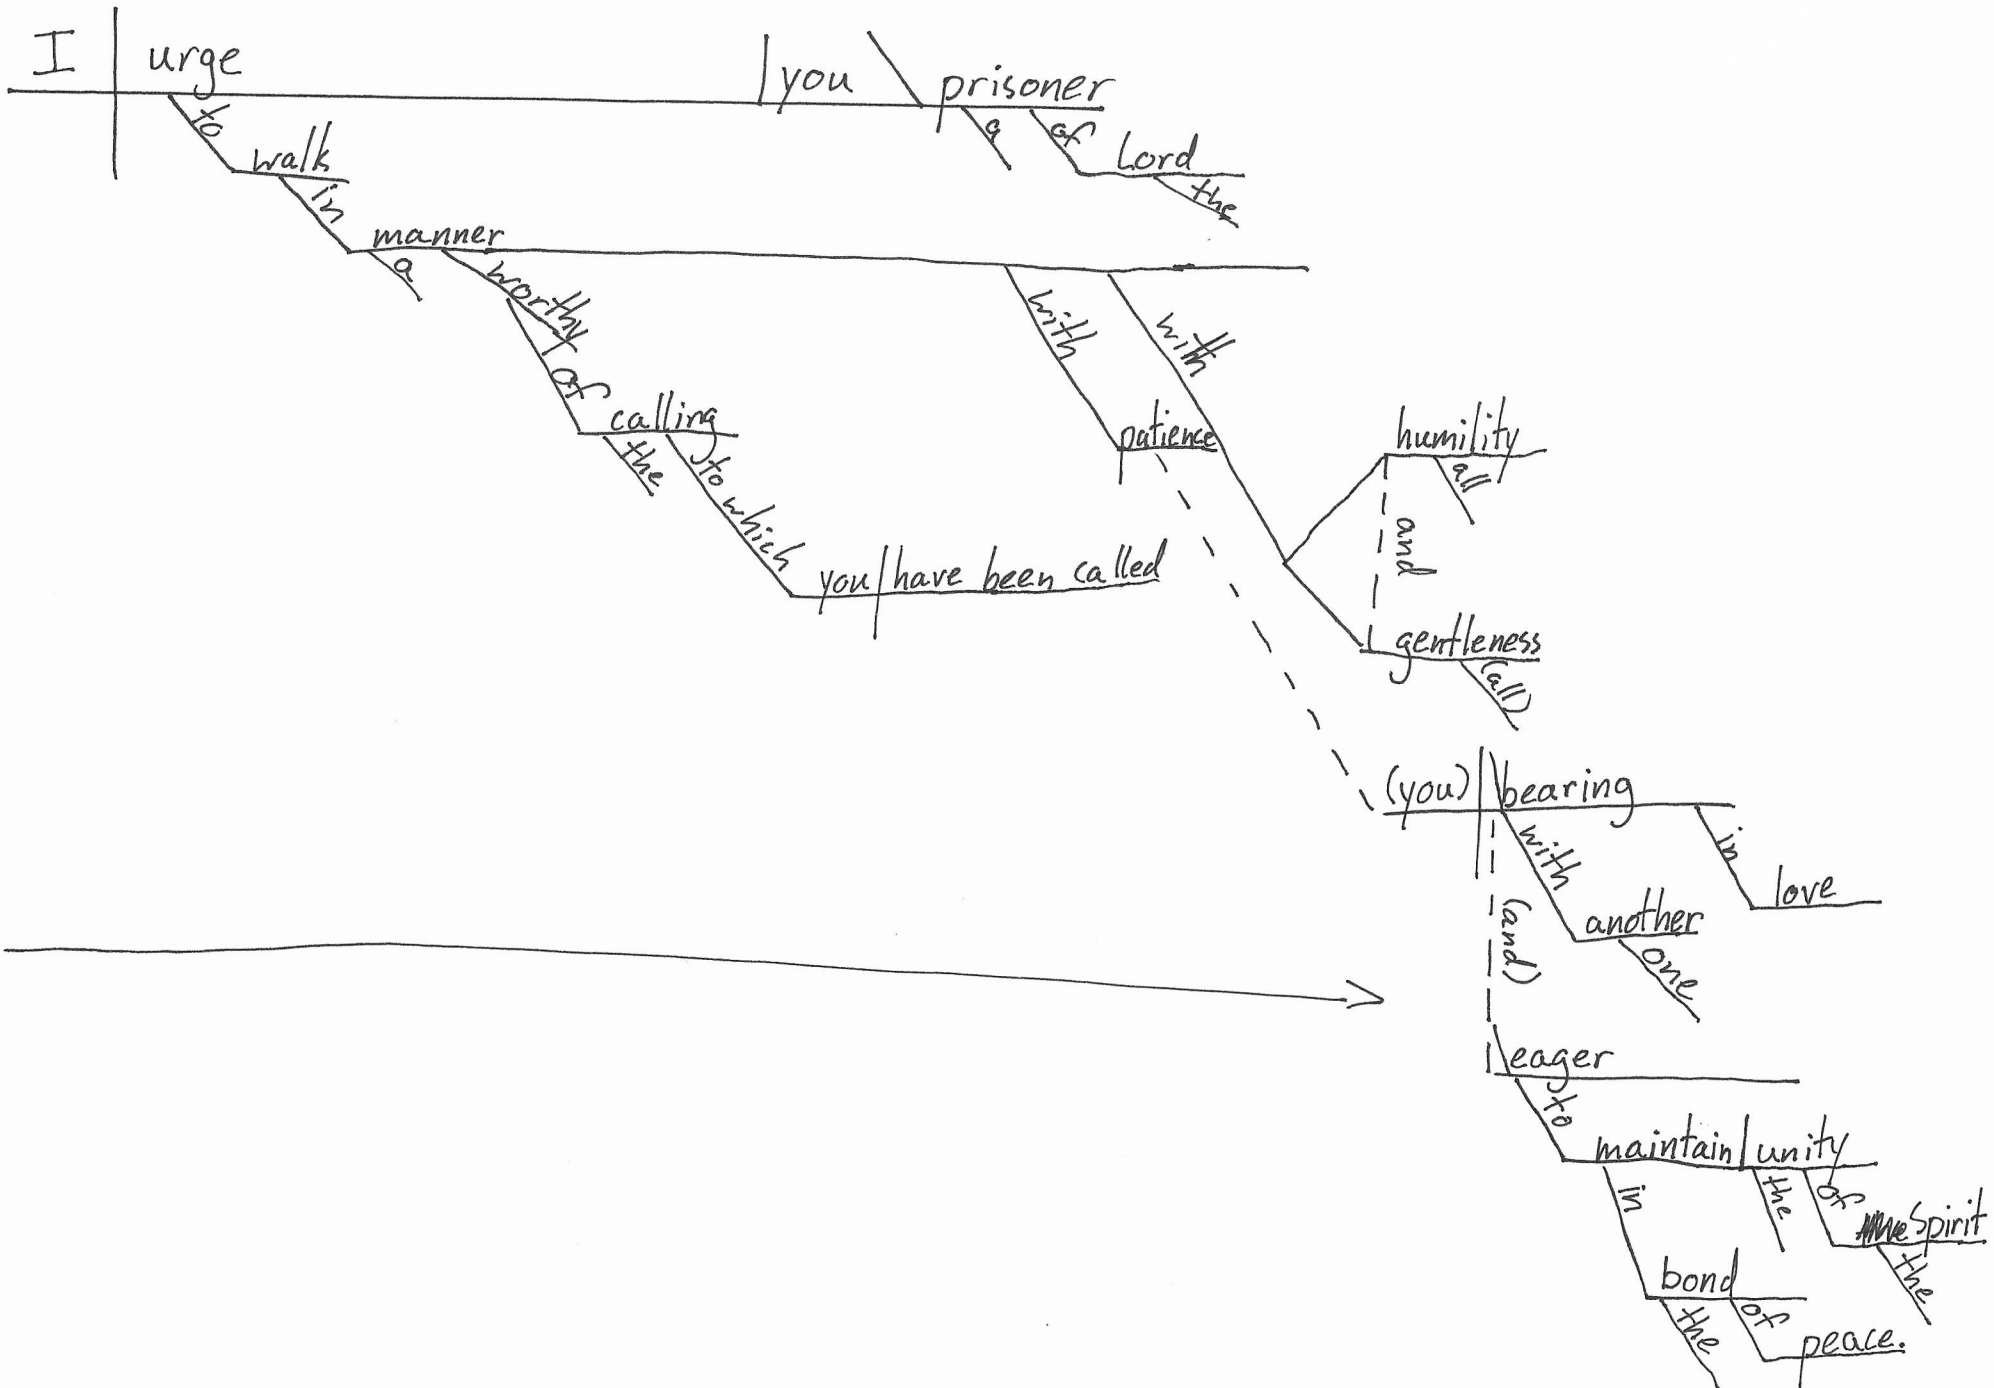 I urge you prisoner
to a of
walk Lord
in the
manner
a worthy with with
of patience humility
calling all
the to which and
you have been called
gentleness
(all)
(you) bearing
with in
love
(and) another
one
eager
to
maintain unity
in the of
Spirit
bond the
the of
peace.